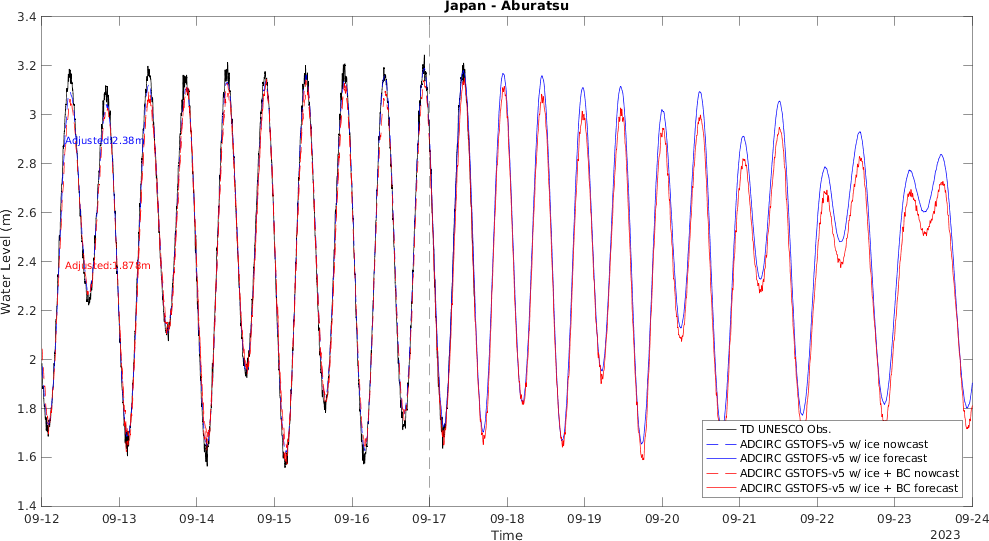 Japan - Aburatsu
3.4
3.2
3
2.8
2.6
2.4
2.2
2
1.8
1.6
1.4
Water Level (m)
Adjusted:2.38m
Adjusted:1.878m
TD UNESCO Obs.
ADCIRC GSTOFS-v5 w/ ice nowcast
ADCIRC GSTOFS-v5 w/ ice forecast
ADCIRC GSTOFS-v5 w/ ice + BC nowcast
ADCIRC GSTOFS-v5 w/ ice + BC forecast
09-12 09-13 09-14 09-15 09-16 09-17 09-18 09-19 09-20 09-21 09-22 09-23 09-24
Time
2023